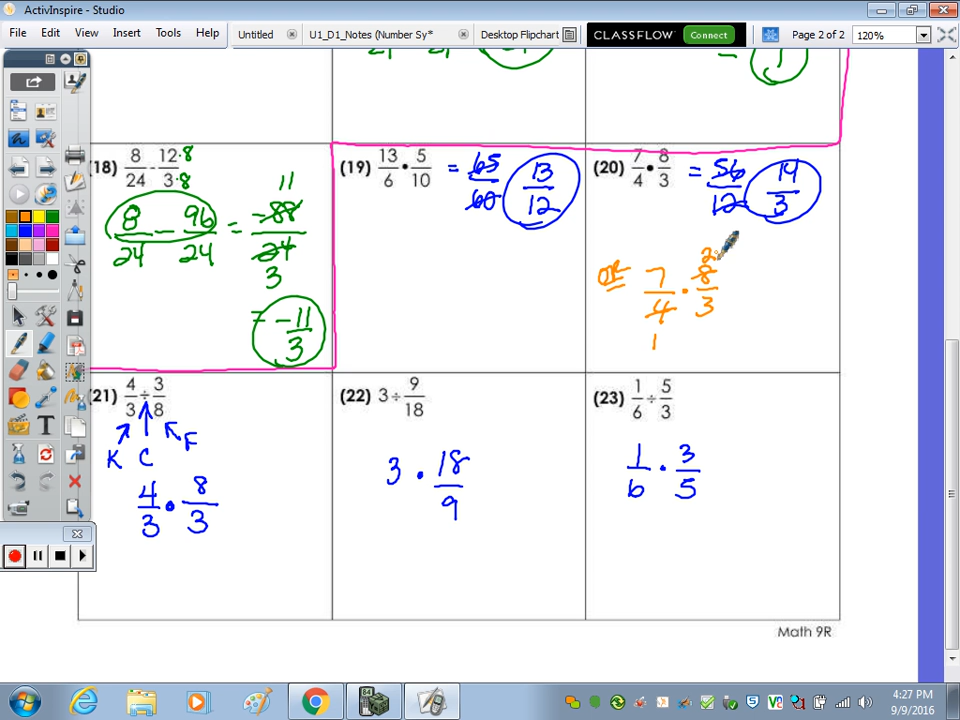 ActivInspire - Studio
File Edit View Insert Tools Help Untitled U1_D1_Notes (Number Sy* Desktop Flipchart CLASSFLOW Connect Page 2 of 2 120%
(18) 8/24 - 12/3 ·8 ·8
8/24 - 96/24 = -88/24 11 3
= -11/3
(19) 13/6 • 5/10 = 65/60 13/12
(20) 7/4 • 8/3 = 56/12 14/3
OR 7/4 · 8/3 2 1
(21) 4/3 ÷ 3/8
K C F
4/3 • 8/3
(22) 3 ÷ 9/18
3 · 18/9
(23) 1/6 ÷ 5/3
1/6 · 3/5
Math 9R
4:27 PM
9/9/2016